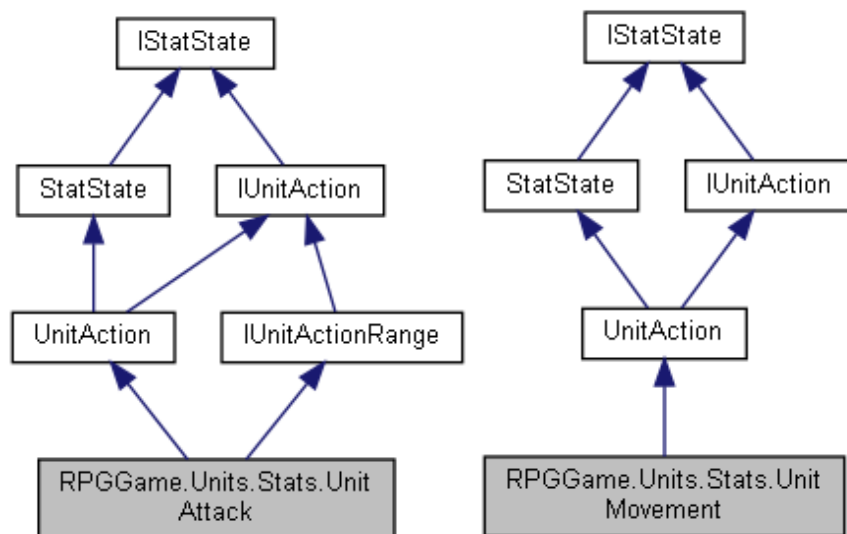 IStatState
StatState
IUnitAction
UnitAction
IUnitActionRange
RPGGame.Units.Stats.Unit
Attack
IStatState
StatState
IUnitAction
UnitAction
RPGGame.Units.Stats.Unit
Movement